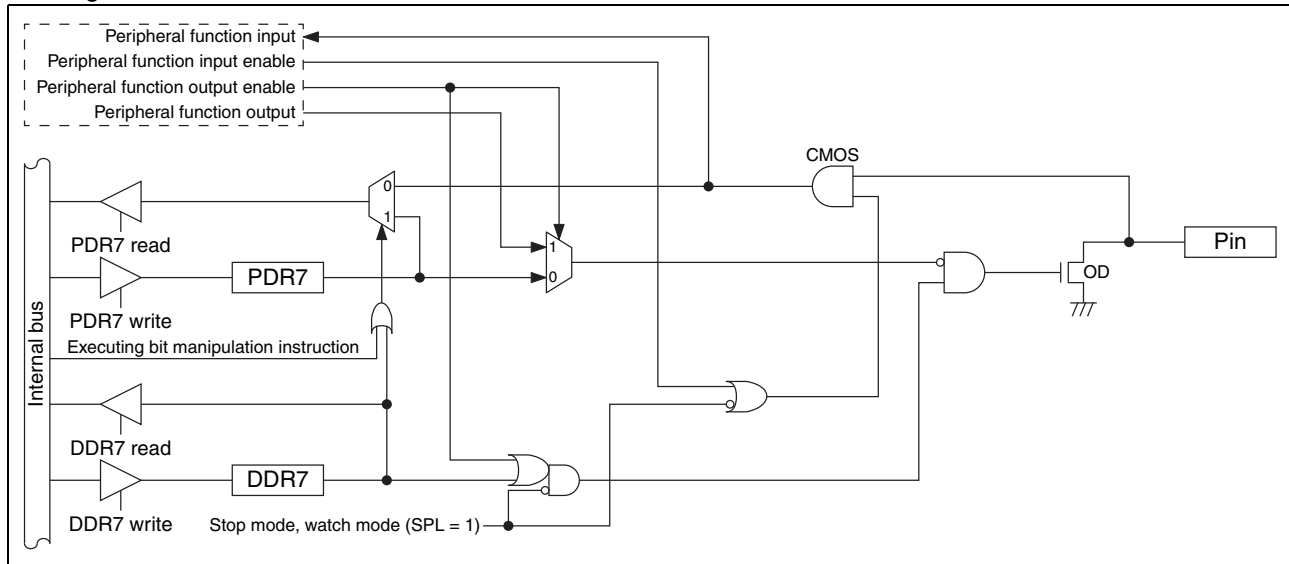 Peripheral function input
Peripheral function input enable
Peripheral function output enable
Peripheral function output
CMOS
0
1
PDR7 read
1
0
Pin
OD
PDR7
PDR7 write
Executing bit manipulation instruction
Internal bus
DDR7 read
DDR7
DDR7 write
Stop mode, watch mode (SPL = 1)